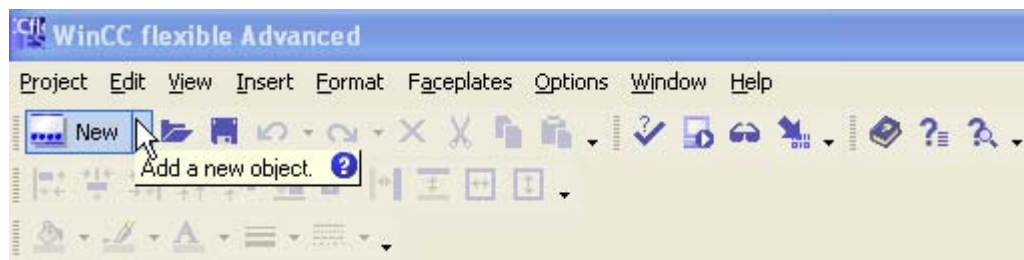 WinCC flexible Advanced
Project Edit View Insert Format Faceplates Options Window Help
New
Add a new object.